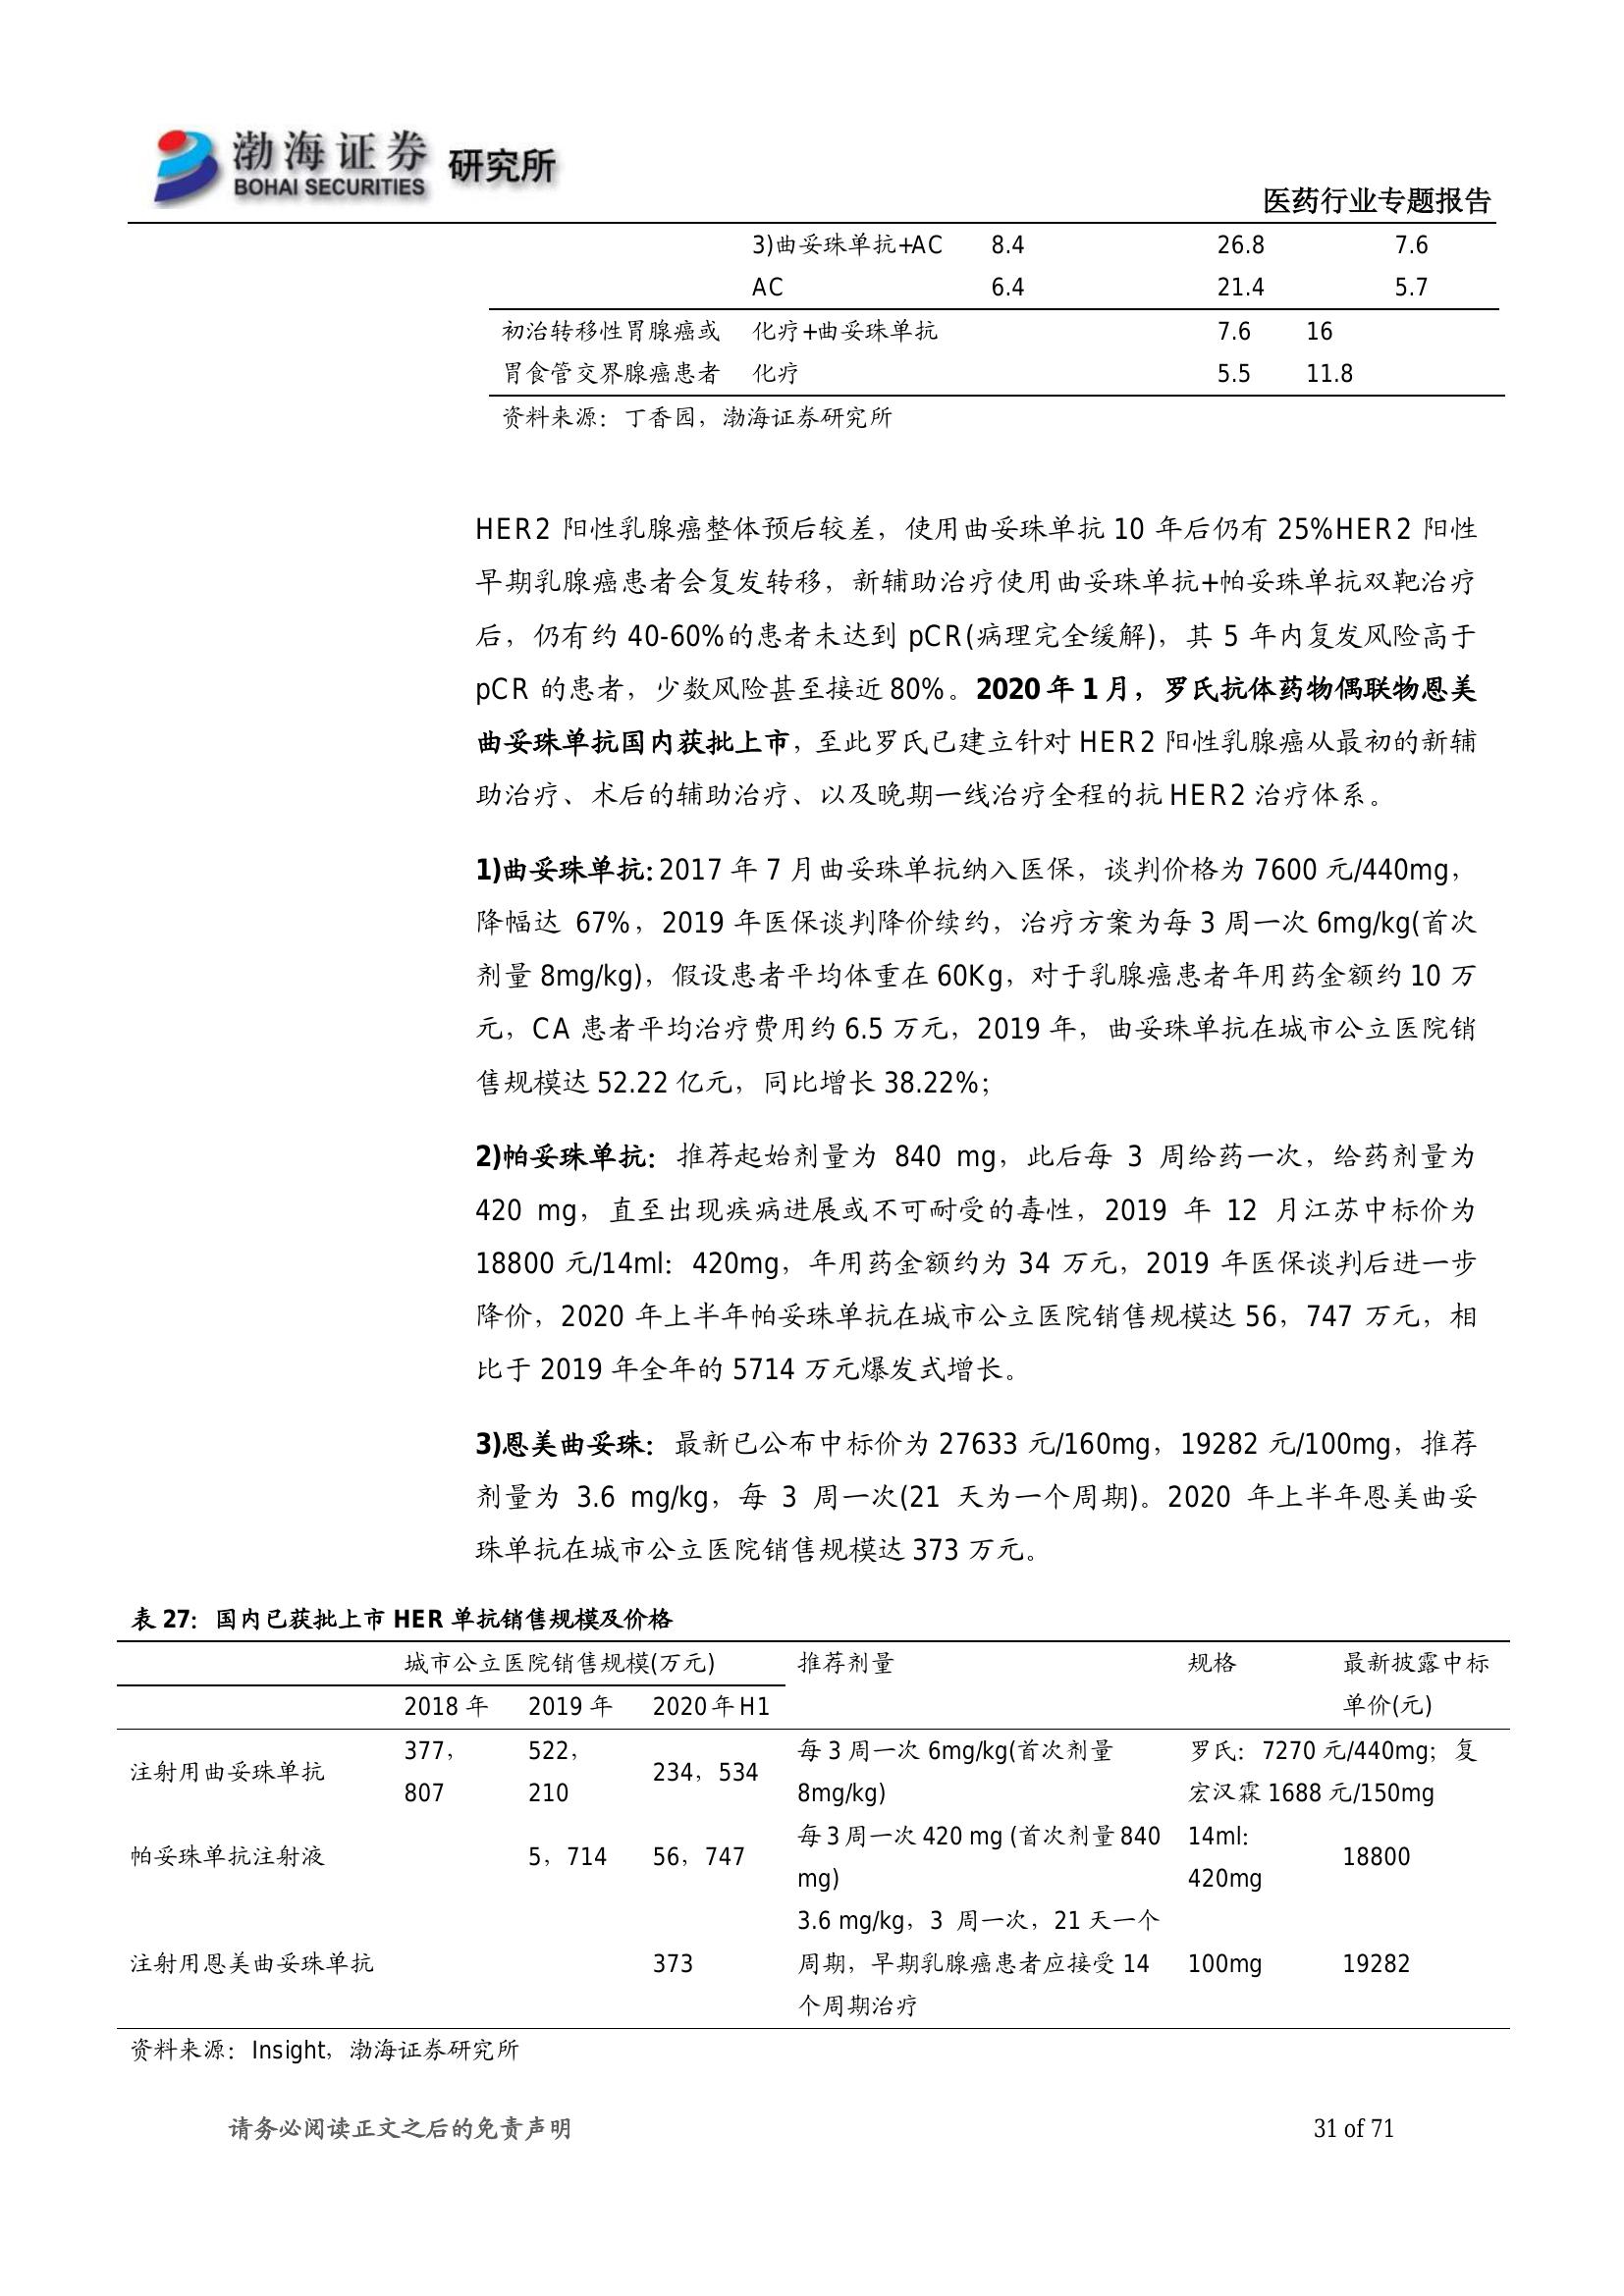 渤海证券 研究所
BOHAI SECURITIES
医药行业专题报告
3)曲妥珠单抗+AC 8.4 26.8 7.6
AC 6.4 21.4 5.7
初治转移性胃腺癌或 化疗+曲妥珠单抗 7.6 16
胃食管交界腺癌患者 化疗 5.5 11.8
资料来源：丁香园，渤海证券研究所
HER2 阳性乳腺癌整体预后较差，使用曲妥珠单抗 10 年后仍有 25%HER2 阳性
早期乳腺癌患者会复发转移，新辅助治疗使用曲妥珠单抗+帕妥珠单抗双靶治疗
后，仍有约 40-60%的患者未达到 pCR(病理完全缓解)，其 5 年内复发风险高于
pCR 的患者，少数风险甚至接近 80%。2020 年 1 月，罗氏抗体药物偶联物恩美
曲妥珠单抗国内获批上市，至此罗氏已建立针对 HER2 阳性乳腺癌从最初的新辅
助治疗、术后的辅助治疗、以及晚期一线治疗全程的抗 HER2 治疗体系。
1)曲妥珠单抗：2017 年 7 月曲妥珠单抗纳入医保，谈判价格为 7600 元/440mg，
降幅达 67%，2019 年医保谈判降价续约，治疗方案为每 3 周一次 6mg/kg(首次
剂量 8mg/kg)，假设患者平均体重在 60Kg，对于乳腺癌患者年用药金额约 10 万
元，CA 患者平均治疗费用约 6.5 万元，2019 年，曲妥珠单抗在城市公立医院销
售规模达 52.22 亿元，同比增长 38.22%；
2)帕妥珠单抗：推荐起始剂量为 840 mg，此后每 3 周给药一次，给药剂量为
420 mg，直至出现疾病进展或不可耐受的毒性，2019 年 12 月江苏中标价为
18800 元/14ml：420mg，年用药金额约为 34 万元，2019 年医保谈判后进一步
降价，2020 年上半年帕妥珠单抗在城市公立医院销售规模达 56，747 万元，相
比于 2019 年全年的 5714 万元爆发式增长。
3)恩美曲妥珠：最新已公布中标价为 27633 元/160mg，19282 元/100mg，推荐
剂量为 3.6 mg/kg，每 3 周一次(21 天为一个周期)。2020 年上半年恩美曲妥
珠单抗在城市公立医院销售规模达 373 万元。
表 27：国内已获批上市 HER 单抗销售规模及价格
城市公立医院销售规模(万元) 推荐剂量 规格 最新披露中标
2018 年 2019 年 2020 年 H1 单价(元)
377， 522， 每 3 周一次 6mg/kg(首次剂量 罗氏：7270 元/440mg；复
注射用曲妥珠单抗 234，534
807 210 8mg/kg) 宏汉霖 1688 元/150mg
每 3 周一次 420 mg (首次剂量 840 14ml：
帕妥珠单抗注射液 5，714 56，747 18800
mg) 420mg
3.6 mg/kg，3 周一次，21 天一个
注射用恩美曲妥珠单抗 373 周期，早期乳腺癌患者应接受 14 100mg 19282
个周期治疗
资料来源：Insight，渤海证券研究所
请务必阅读正文之后的免责声明 31 of 71